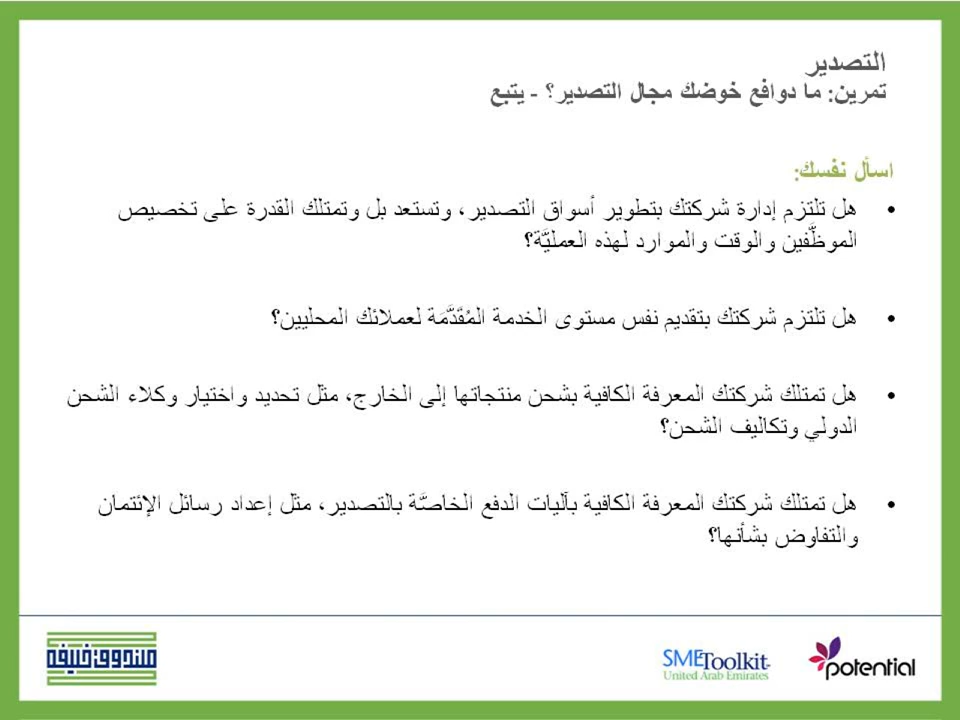 التصدير
تمرين: ما دوافع خوضك مجال التصدير؟ - يتبع
اسأل نفسك:
• هل تلتزم إدارة شركتك بتطوير أسواق التصدير، وتستعد بل وتمتلك القدرة على تخصيص
الموظَّفين والوقت والموارد لهذه العمليَّة؟
• هل تلتزم شركتك بتقديم نفس مستوى الخدمة المُقَدَّمَة لعملائك المحليين؟
• هل تمتلك شركتك المعرفة الكافية بشحن منتجاتها إلى الخارج، مثل تحديد واختيار وكلاء الشحن
الدولي وتكاليف الشحن؟
• هل تمتلك شركتك المعرفة الكافية بآليات الدفع الخاصَّة بالتصدير، مثل إعداد رسائل الإئتمان
والتفاوض بشأنها؟
صندوق خليفة
SMEToolkit
United Arab Emirates
potential